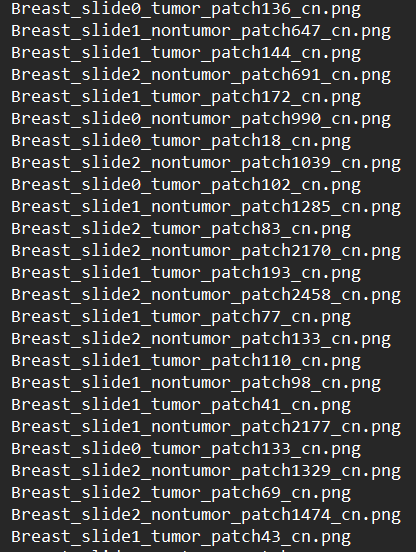 Breast_slide0_tumor_patch136_cn.png
Breast_slide1_nontumor_patch647_cn.png
Breast_slide1_tumor_patch144_cn.png
Breast_slide2_nontumor_patch691_cn.png
Breast_slide1_tumor_patch172_cn.png
Breast_slide0_nontumor_patch990_cn.png
Breast_slide0_tumor_patch18_cn.png
Breast_slide2_nontumor_patch1039_cn.png
Breast_slide0_tumor_patch102_cn.png
Breast_slide1_nontumor_patch1285_cn.png
Breast_slide2_tumor_patch83_cn.png
Breast_slide2_nontumor_patch2170_cn.png
Breast_slide1_tumor_patch193_cn.png
Breast_slide2_nontumor_patch2458_cn.png
Breast_slide1_tumor_patch77_cn.png
Breast_slide2_nontumor_patch133_cn.png
Breast_slide1_tumor_patch110_cn.png
Breast_slide1_nontumor_patch98_cn.png
Breast_slide1_tumor_patch41_cn.png
Breast_slide1_nontumor_patch2177_cn.png
Breast_slide0_tumor_patch133_cn.png
Breast_slide2_nontumor_patch1329_cn.png
Breast_slide2_tumor_patch69_cn.png
Breast_slide2_nontumor_patch1474_cn.png
Breast_slide1_tumor_patch43_cn.png